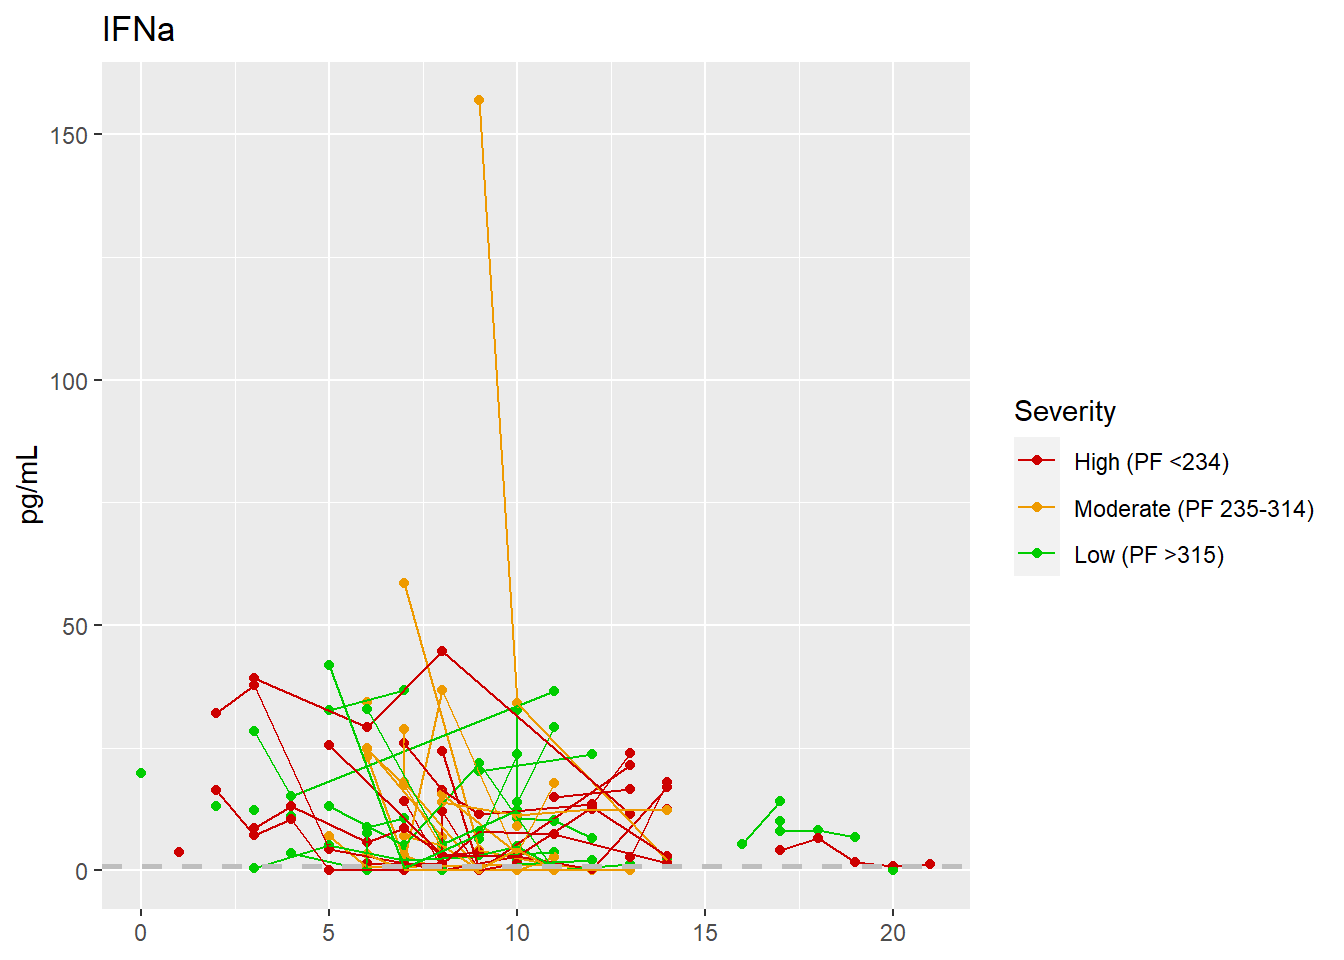 IFNa
150
100
50
0
pg/mL
0 5 10 15 20
Severity
High (PF <234)
Moderate (PF 235-314)
Low (PF >315)